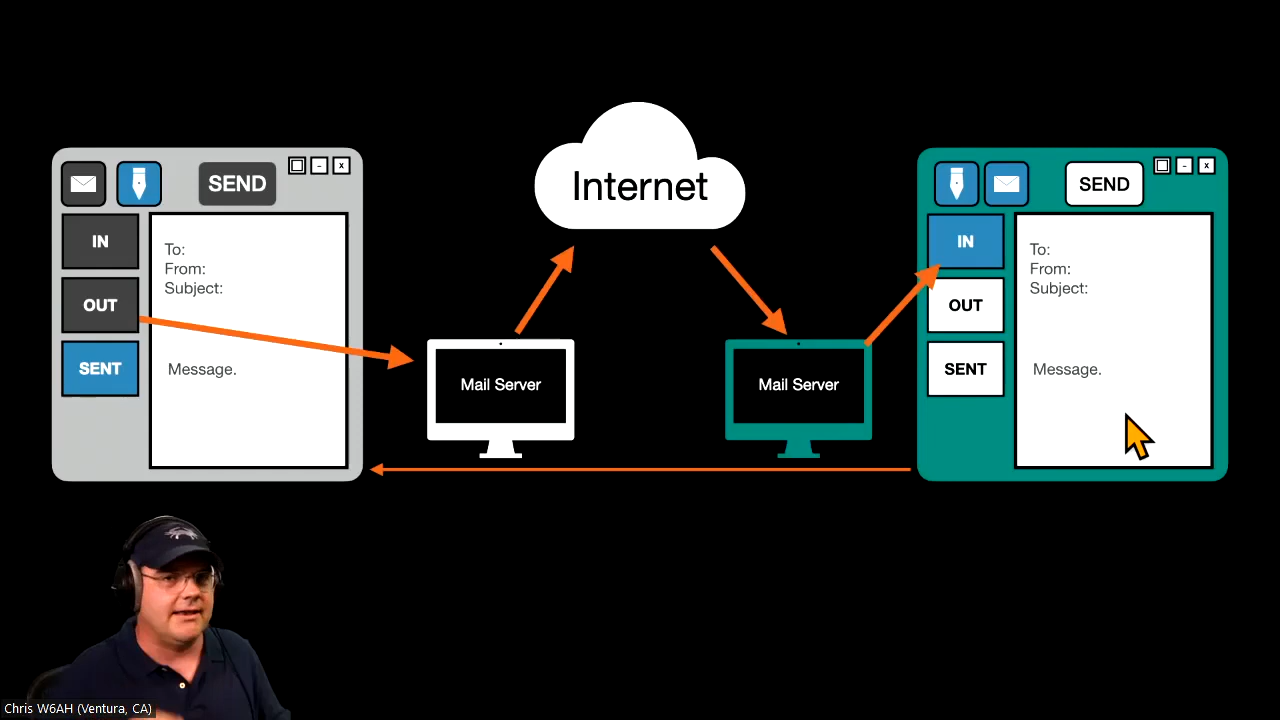 Internet
SEND
x
IN
OUT
SENT
To:
From:
Subject:
Message.
Mail Server
Mail Server
SEND
x
IN
OUT
SENT
To:
From:
Subject:
Message.
Chris W6AH (Ventura, CA)